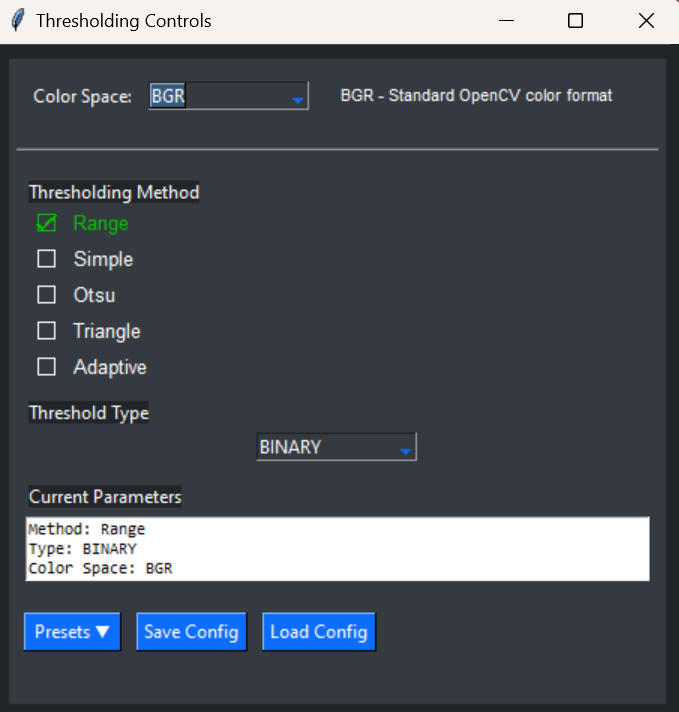 Thresholding Controls
Color Space: BGR BGR - Standard OpenCV color format
Thresholding Method
Range
Simple
Otsu
Triangle
Adaptive
Threshold Type
BINARY
Current Parameters
Method: Range
Type: BINARY
Color Space: BGR
Presets ▼ Save Config Load Config